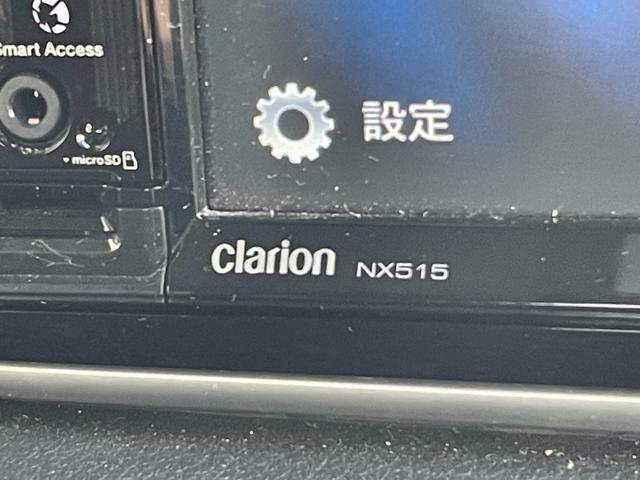 Smart Access
microSD
設定
clarion NX515